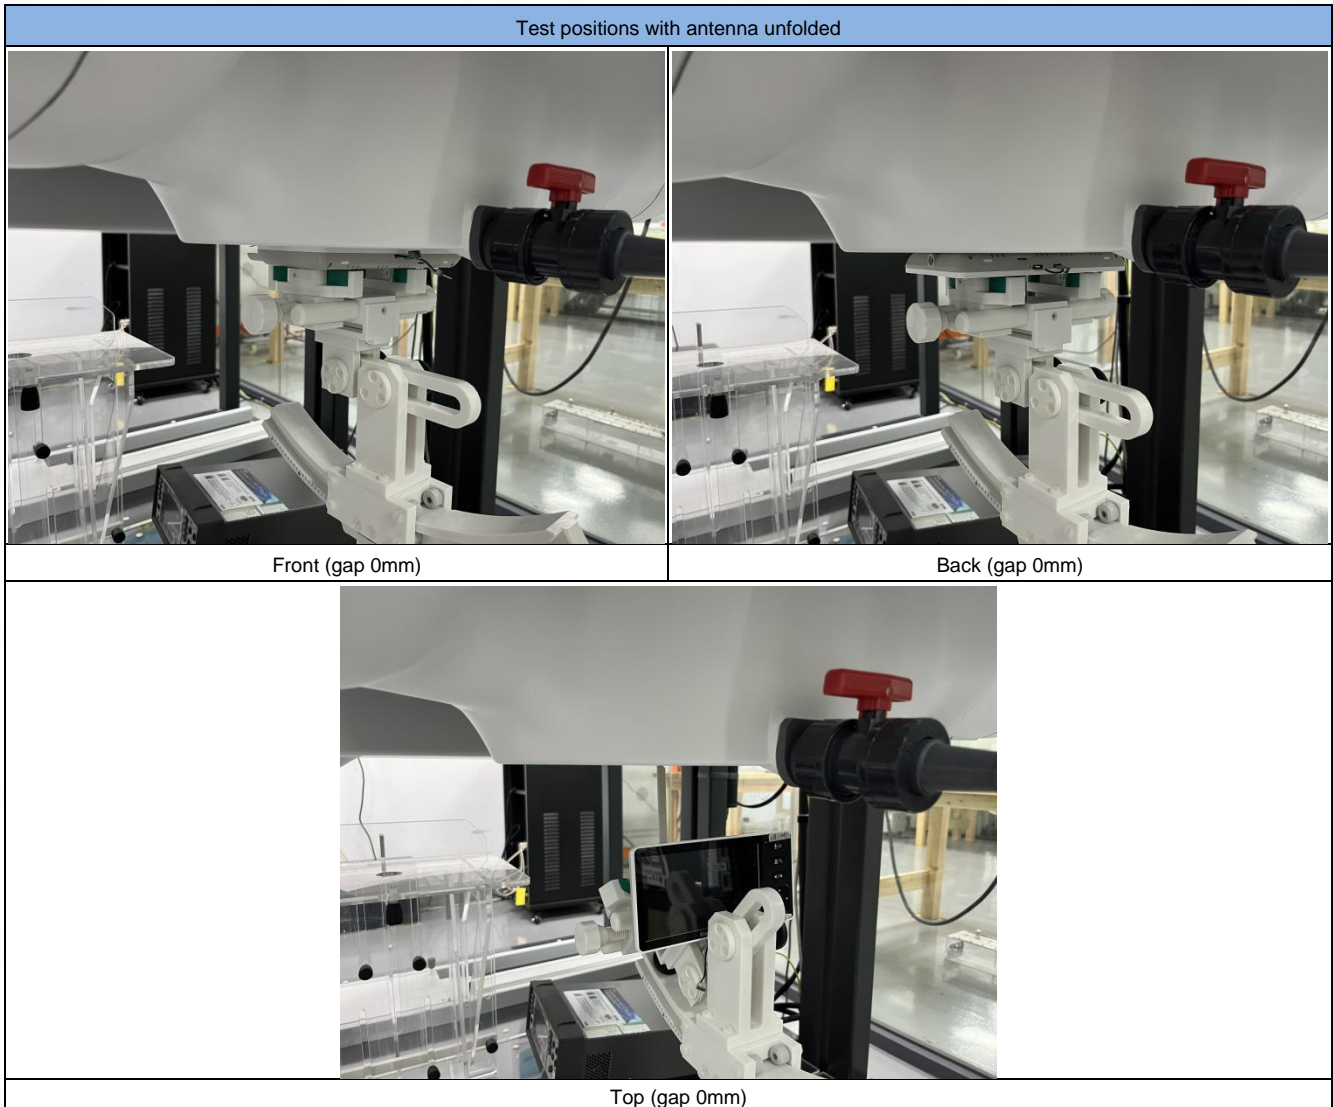 Test positions with antenna unfolded
Front (gap 0mm)
Back (gap 0mm)
Top (gap 0mm)